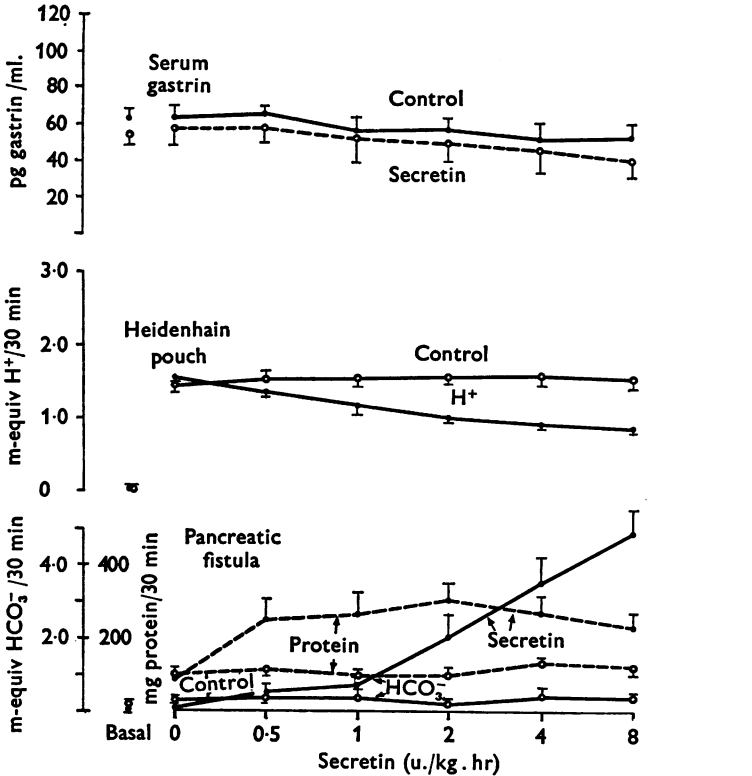 120
100
80
60
40
20
pg gastrin/ml.
Serum
gastrin
Control
Secretin
3·0
2·0
1·0
0
m-equiv H⁺/30 min
Heidenhain
pouch
Control
H⁺
4·0
2·0
m-equiv HCO₃⁻/30 min
400
200
mg protein/30 min
Pancreatic
fistula
Protein
Secretin
Control
HCO₃⁻
Basal 0 0·5 1 2 4 8
Secretin (u./kg.hr)